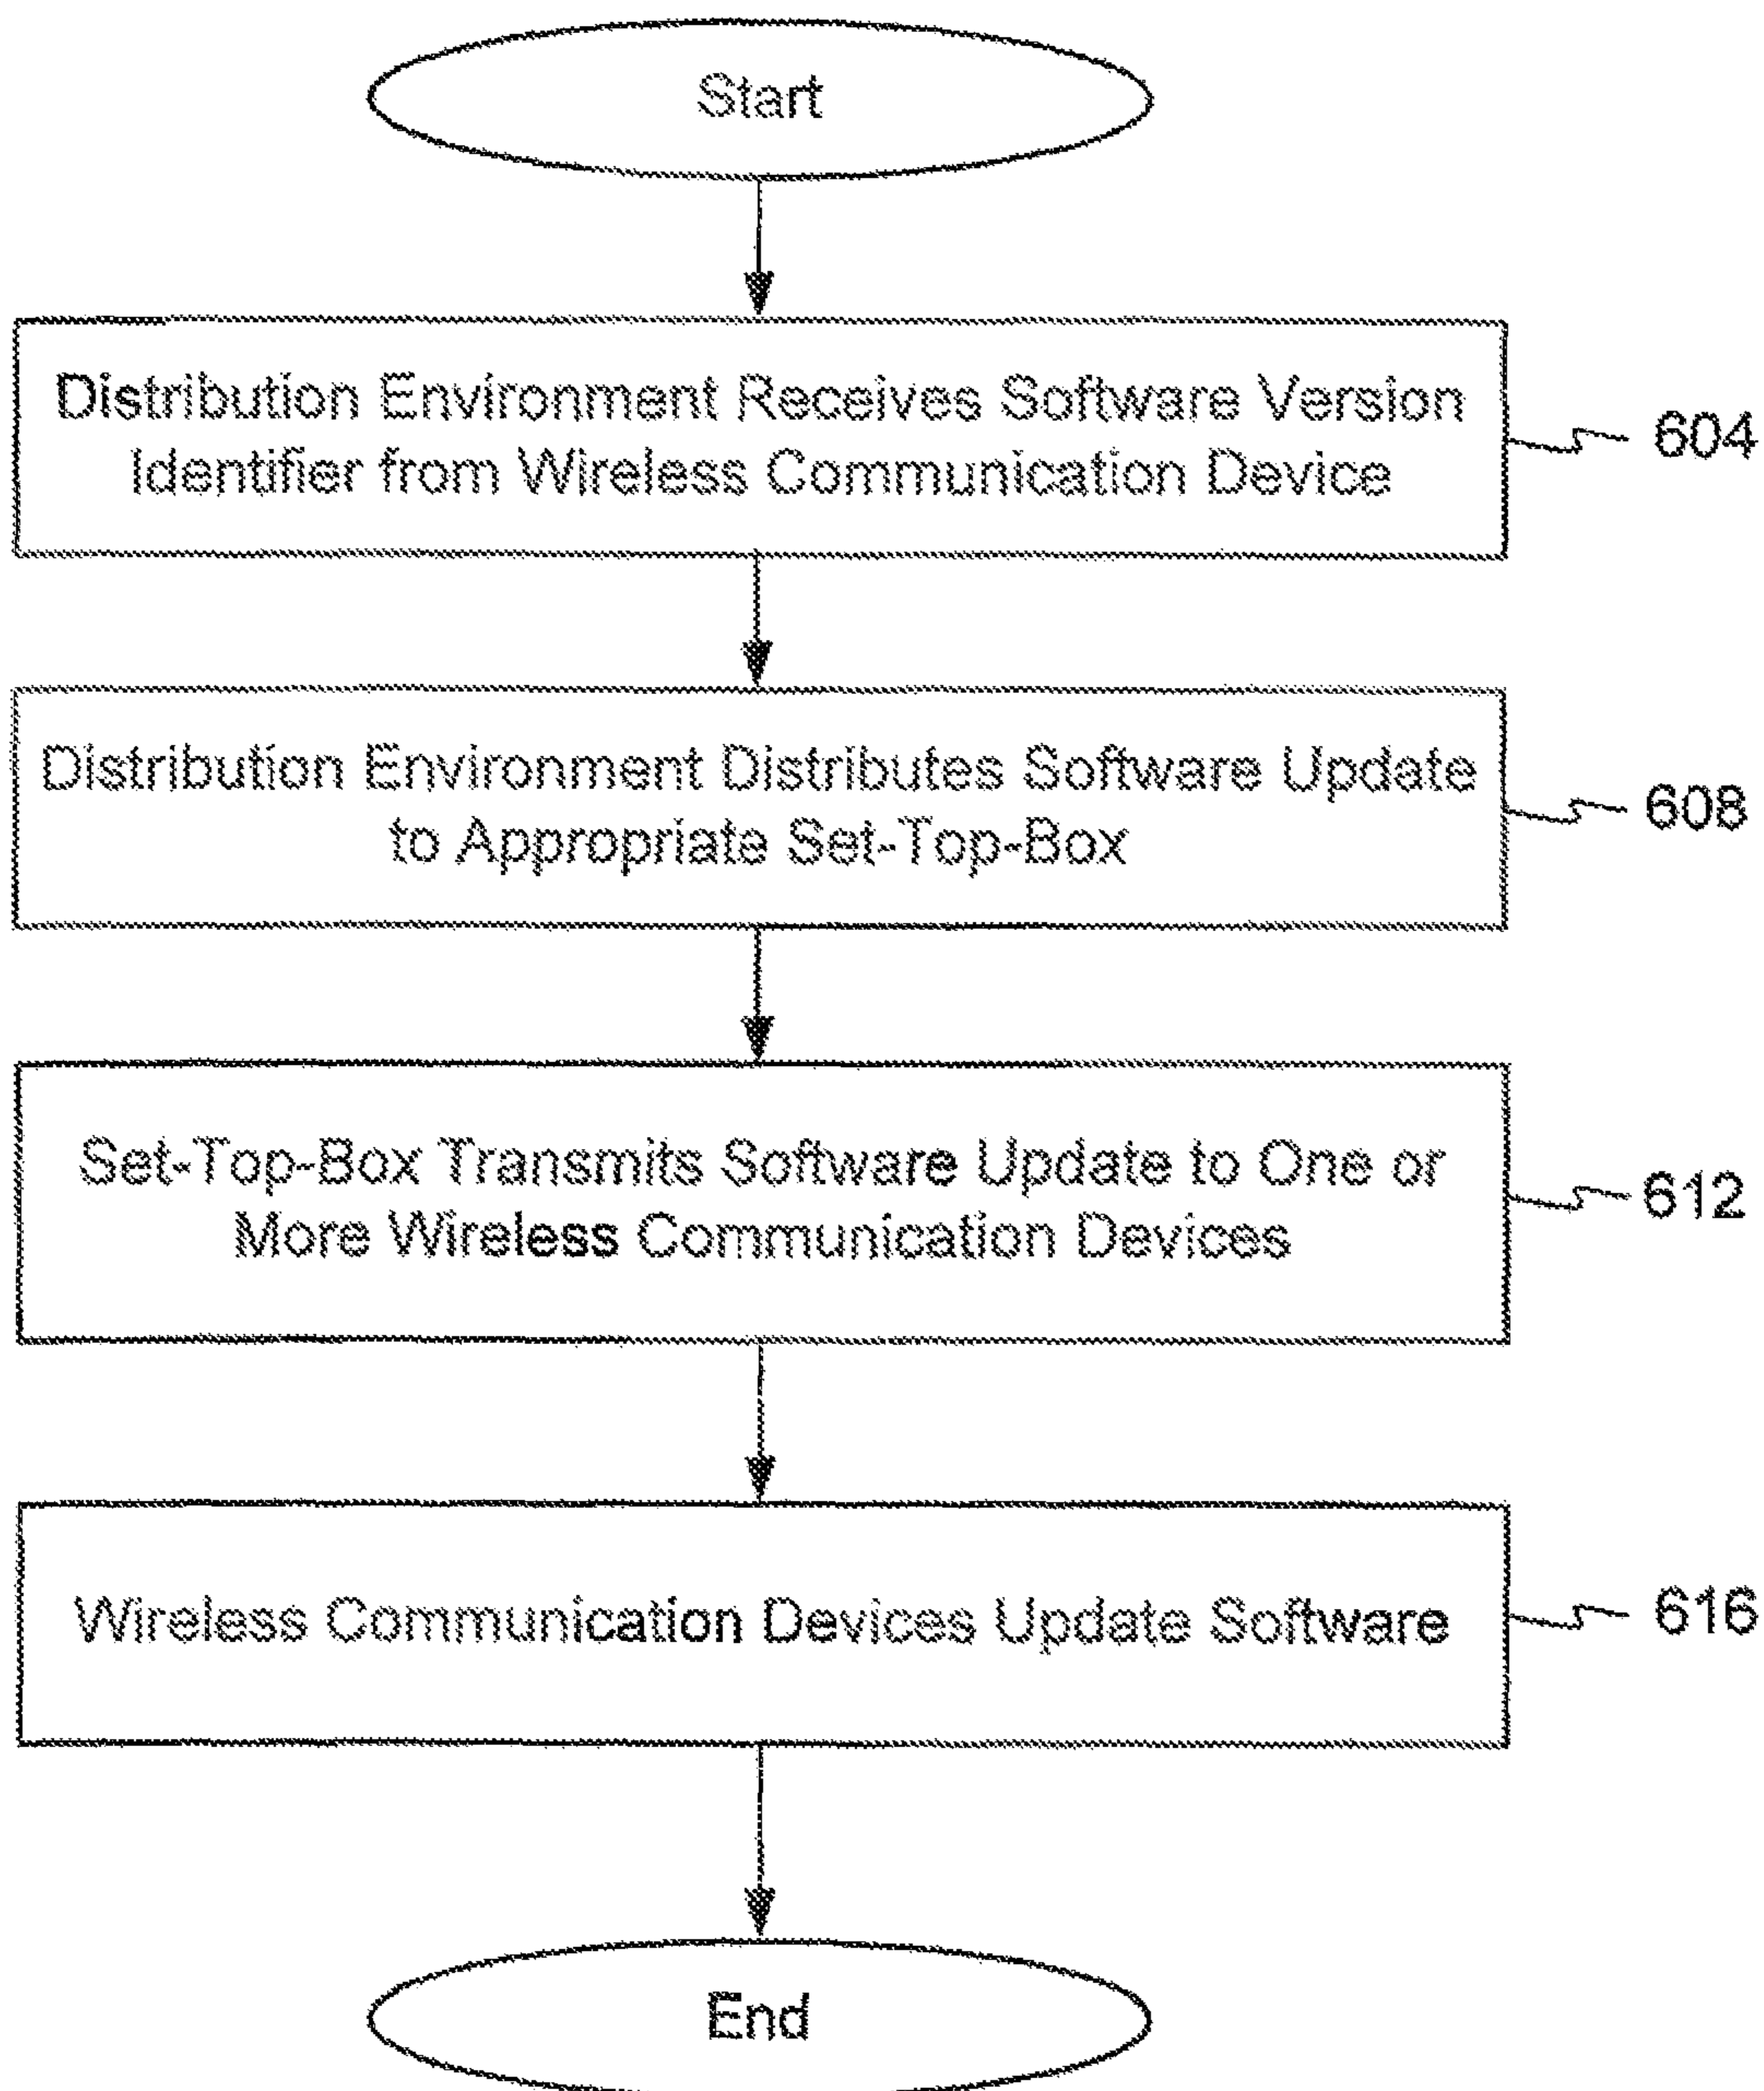 Start
Distribution Environment Receives Software Version
Identifier from Wireless Communication Device
604
Distribution Environment Distributes Software Update
to Appropriate Set-Top-Box
608
Set-Top-Box Transmits Software Update to One or
More Wireless Communication Devices
612
Wireless Communication Devices Update Software
616
End